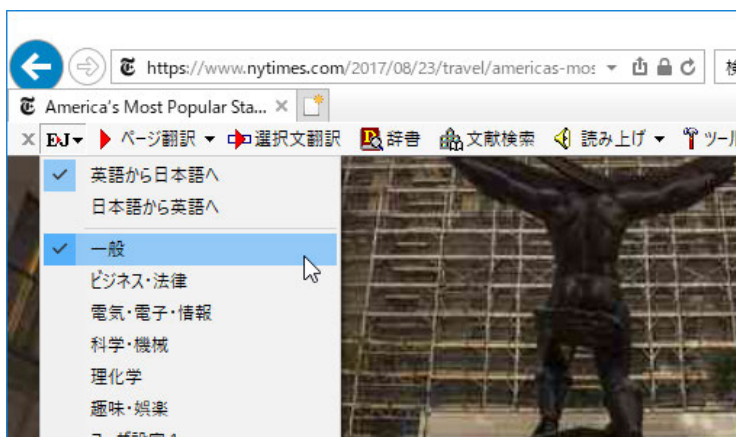 https://www.nytimes.com/2017/08/23/travel/americas-mos
America's Most Popular Sta...
EJ ページ翻訳 選択文翻訳 辞書 文献検索 読み上げ ツール
英語から日本語へ
日本語から英語へ
一般
ビジネス・法律
電気・電子・情報
科学・機械
理化学
趣味・娯楽